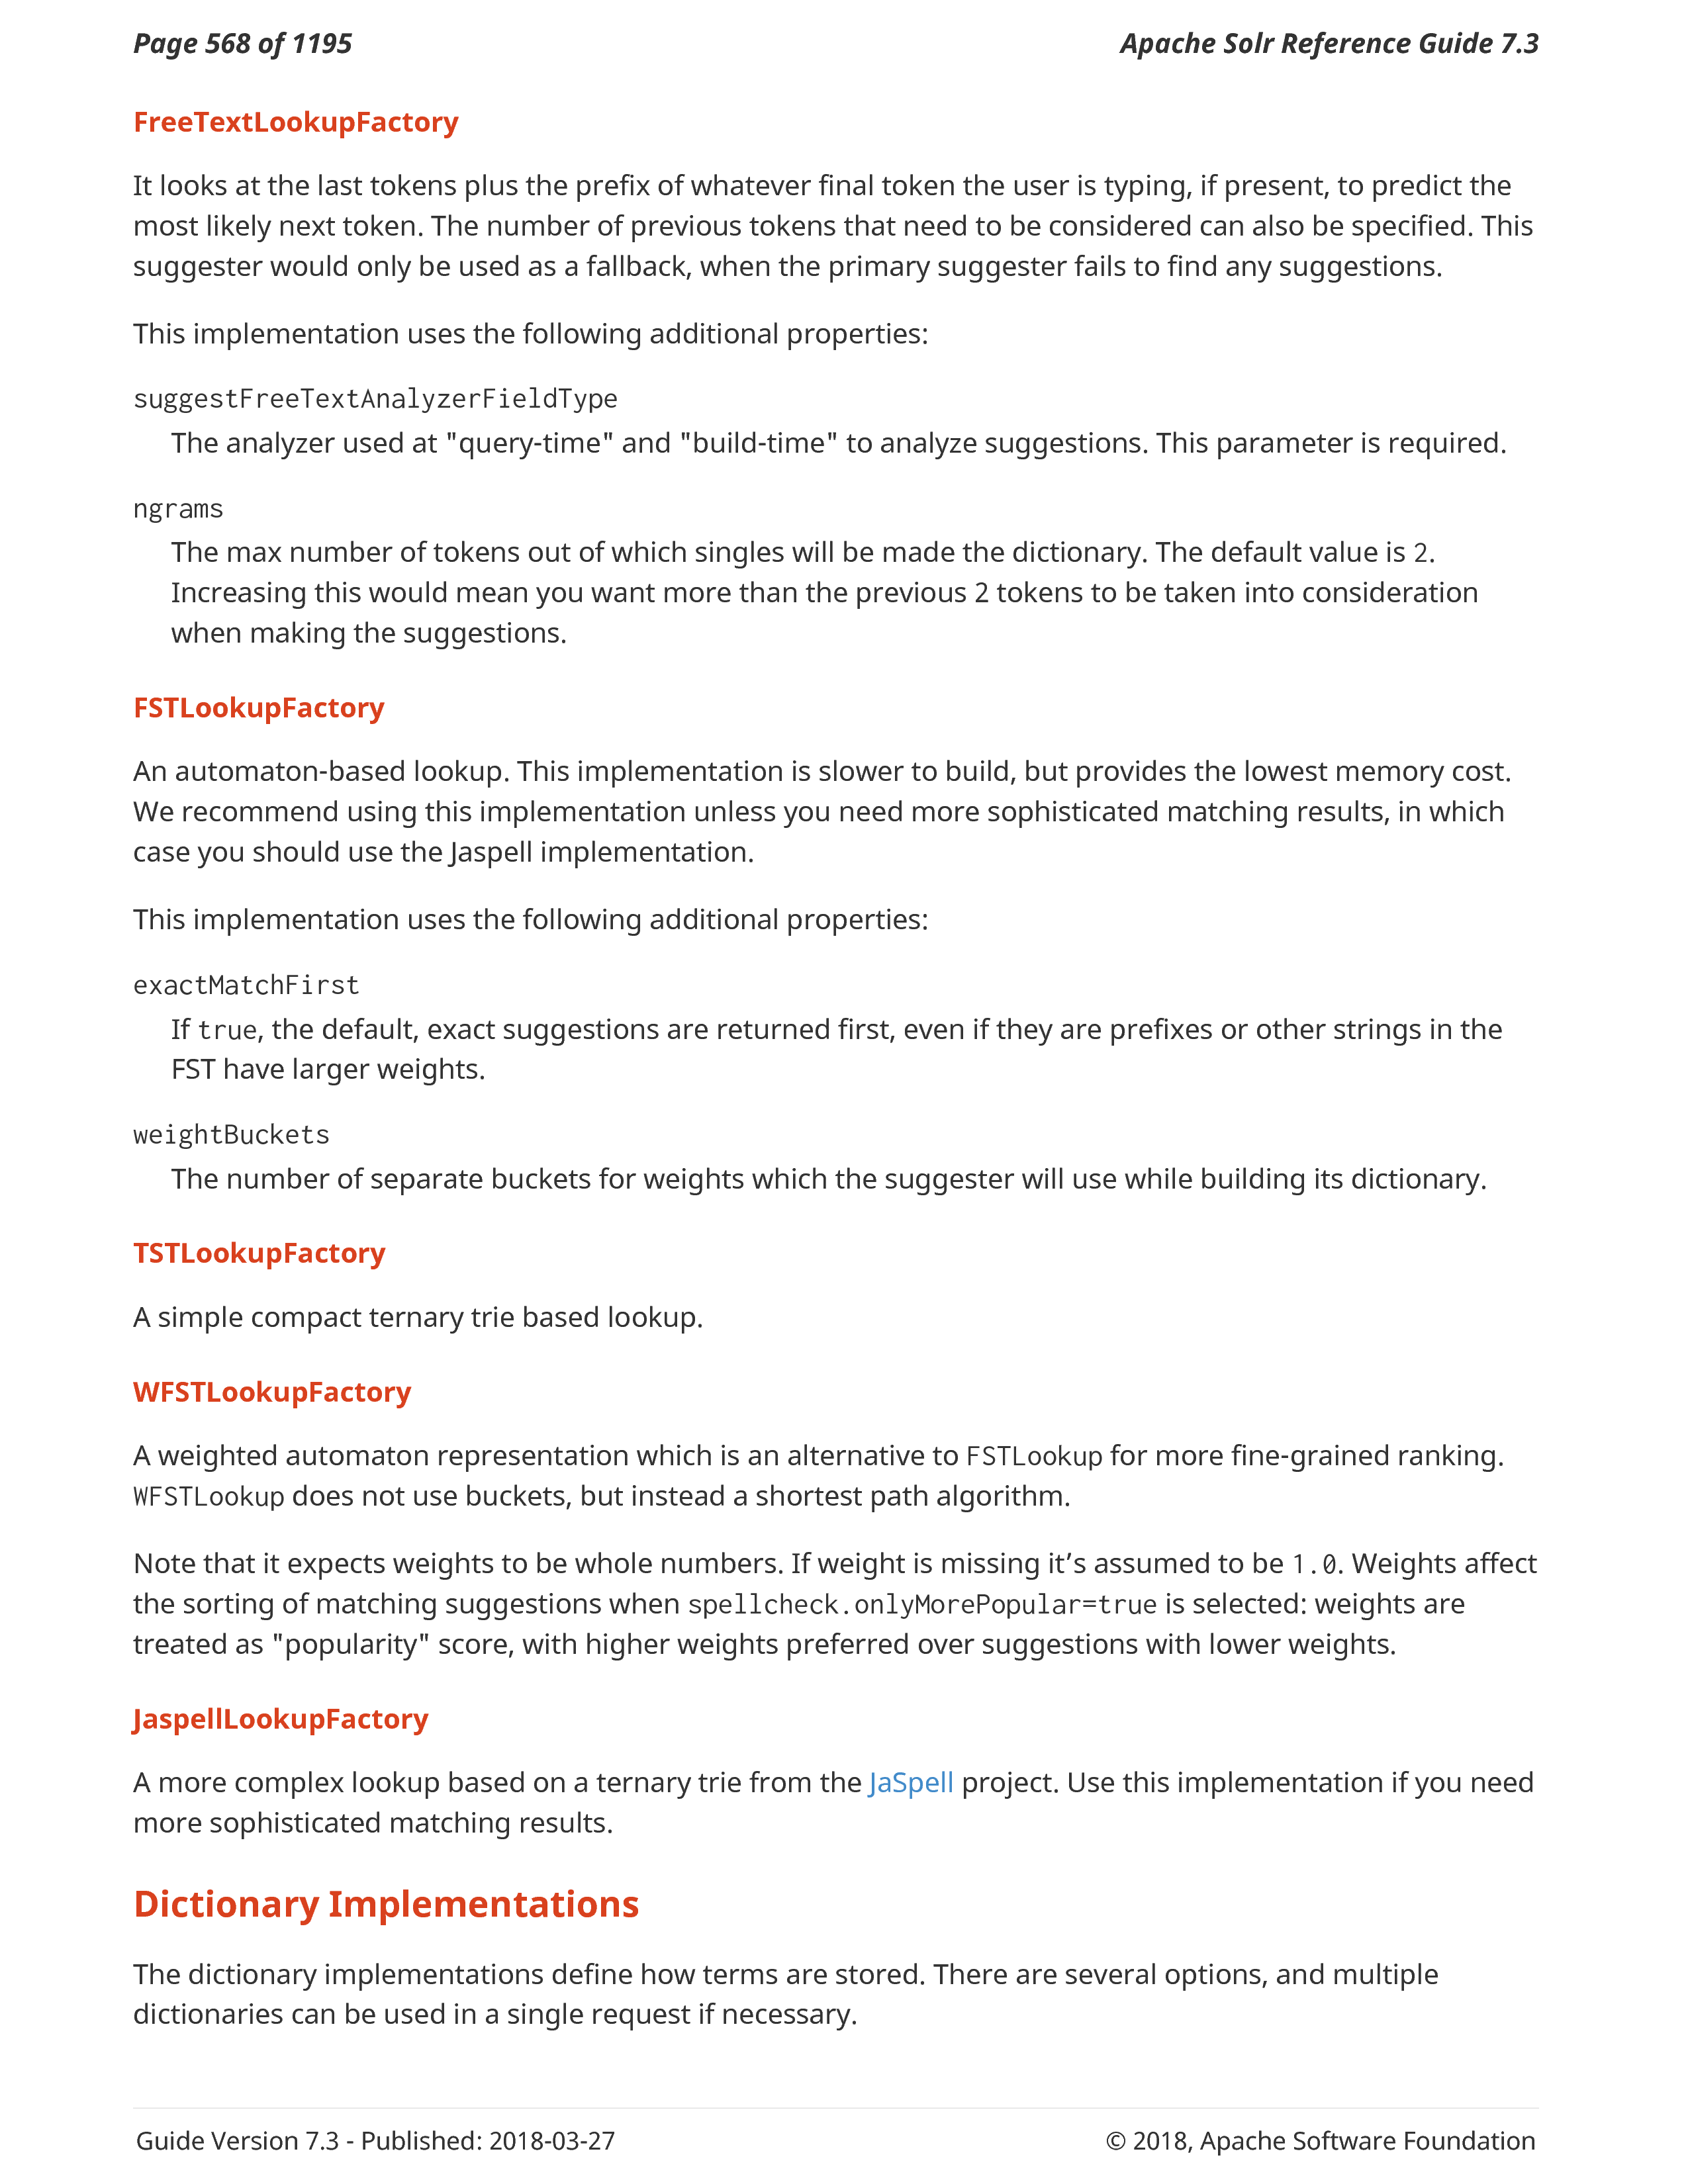 Page 568 of 1195
Apache Solr Reference Guide 7.3
FreeTextLookupFactory
It looks at the last tokens plus the prefix of whatever final token the user is typing, if present, to predict the
most likely next token. The number of previous tokens that need to be considered can also be specified. This
suggester would only be used as a fallback, when the primary suggester fails to find any suggestions.
This implementation uses the following additional properties:
suggestFreeTextAnalyzerFieldType
The analyzer used at "query-time" and "build-time" to analyze suggestions. This parameter is required.
ngrams
The max number of tokens out of which singles will be made the dictionary. The default value is 2.
Increasing this would mean you want more than the previous 2 tokens to be taken into consideration
when making the suggestions.
FSTLookupFactory
An automaton-based lookup. This implementation is slower to build, but provides the lowest memory cost.
We recommend using this implementation unless you need more sophisticated matching results, in which
case you should use the Jaspell implementation.
This implementation uses the following additional properties:
exactMatchFirst
If true, the default, exact suggestions are returned first, even if they are prefixes or other strings in the
FST have larger weights.
weightBuckets
The number of separate buckets for weights which the suggester will use while building its dictionary.
TSTLookupFactory
A simple compact ternary trie based lookup.
WFSTLookupFactory
A weighted automaton representation which is an alternative to FSTLookup for more fine-grained ranking.
WFSTLookup does not use buckets, but instead a shortest path algorithm.
Note that it expects weights to be whole numbers. If weight is missing it’s assumed to be 1.0. Weights affect
the sorting of matching suggestions when spellcheck.onlyMorePopular=true is selected: weights are
treated as "popularity" score, with higher weights preferred over suggestions with lower weights.
JaspellLookupFactory
A more complex lookup based on a ternary trie from the JaSpell project. Use this implementation if you need
more sophisticated matching results.
Dictionary Implementations
The dictionary implementations define how terms are stored. There are several options, and multiple
dictionaries can be used in a single request if necessary.
Guide Version 7.3 - Published: 2018-03-27
© 2018, Apache Software Foundation